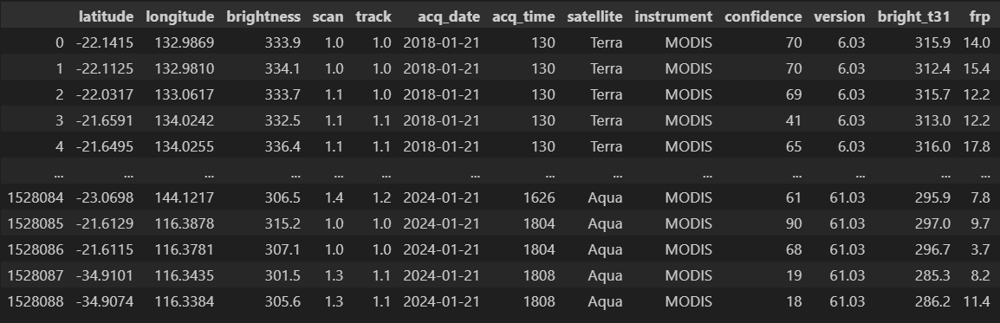 latitude longitude brightness scan track acq_date acq_time satellite instrument confidence version bright_t31 frp
0 -22.1415 132.9869 333.9 1.0 1.0 2018-01-21 130 Terra MODIS 70 6.03 315.9 14.0
1 -22.1125 132.9810 334.1 1.0 1.0 2018-01-21 130 Terra MODIS 70 6.03 312.4 15.4
2 -22.0317 133.0617 333.7 1.1 1.0 2018-01-21 130 Terra MODIS 69 6.03 315.7 12.2
3 -21.6591 134.0242 332.5 1.1 1.1 2018-01-21 130 Terra MODIS 41 6.03 313.0 12.2
4 -21.6495 134.0255 336.4 1.1 1.1 2018-01-21 130 Terra MODIS 65 6.03 316.0 17.8
... ... ... ... ... ... ... ... ... ... ... ... ... ...
1528084 -23.0698 144.1217 306.5 1.4 1.2 2024-01-21 1626 Aqua MODIS 61 61.03 295.9 7.8
1528085 -21.6129 116.3878 315.2 1.0 1.0 2024-01-21 1804 Aqua MODIS 90 61.03 297.0 9.7
1528086 -21.6115 116.3781 307.1 1.0 1.0 2024-01-21 1804 Aqua MODIS 68 61.03 296.7 3.7
1528087 -34.9101 116.3435 301.5 1.3 1.1 2024-01-21 1808 Aqua MODIS 19 61.03 285.3 8.2
1528088 -34.9074 116.3384 305.6 1.3 1.1 2024-01-21 1808 Aqua MODIS 18 61.03 286.2 11.4